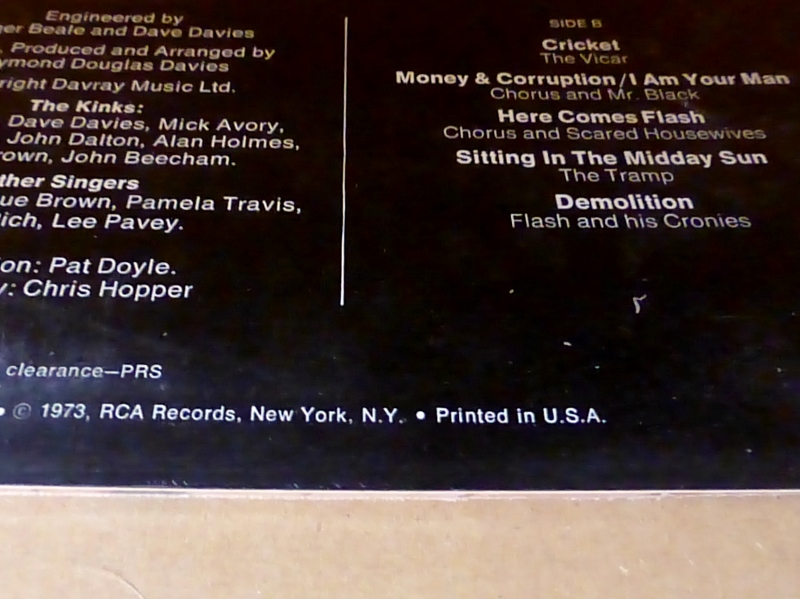 Engineered by
er Beale and Dave Davies
. Produced and Arranged by
ymond Douglas Davies
right Davray Music Ltd.
The Kinks:
Dave Davies, Mick Avory,
John Dalton, Alan Holmes,
rown, John Beecham.
ther Singers
ue Brown, Pamela Travis,
ich, Lee Pavey.
on: Pat Doyle.
y: Chris Hopper
clearance—PRS
• © 1973, RCA Records, New York, N.Y. • Printed in U.S.A.
SIDE B
Cricket
The Vicar
Money & Corruption/I Am Your Man
Chorus and Mr. Black
Here Comes Flash
Chorus and Scared Housewives
Sitting In The Midday Sun
The Tramp
Demolition
Flash and his Cronies